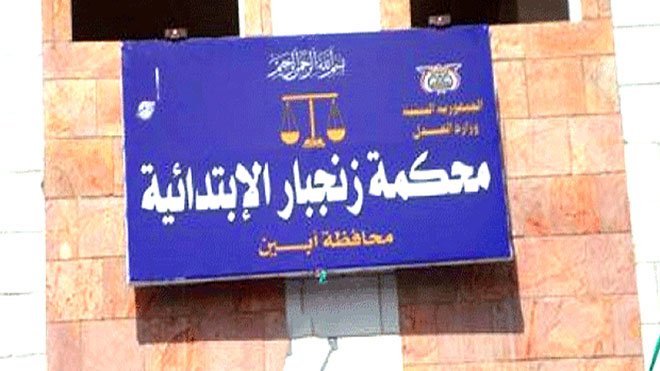 بسم الله الرحمن الرحيم
الجمهورية اليمنية
وزارة العدل
محكمة زنجبار الإبتدائية
محافظة أبين